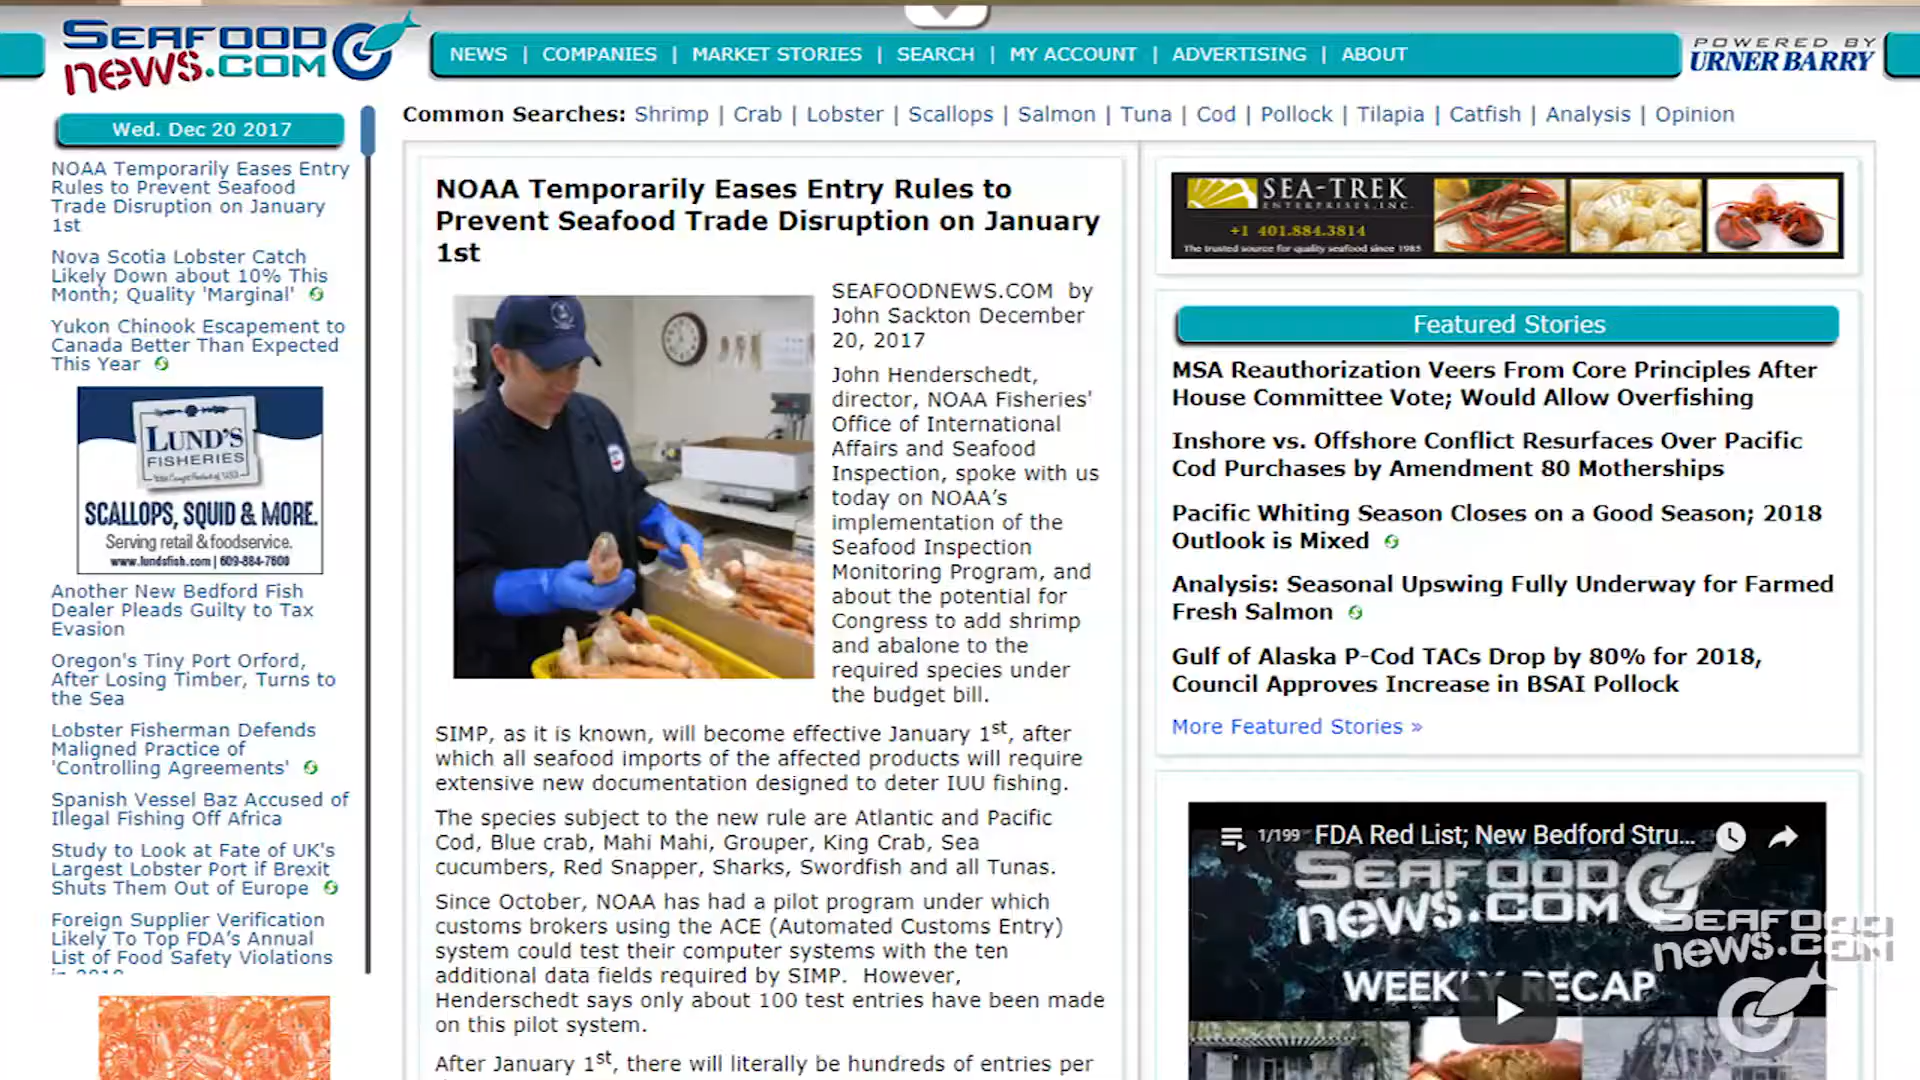 SEAFOOD
news.COM
NEWS | COMPANIES | MARKET STORIES | SEARCH | MY ACCOUNT | ADVERTISING | ABOUT
POWERED BY
URNER BARRY
Common Searches: Shrimp | Crab | Lobster | Scallops | Salmon | Tuna | Cod | Pollock | Tilapia | Catfish | Analysis | Opinion
Wed. Dec 20 2017
NOAA Temporarily Eases Entry
Rules to Prevent Seafood
Trade Disruption on January
1st
Nova Scotia Lobster Catch
Likely Down about 10% This
Month; Quality 'Marginal'
Yukon Chinook Escapement to
Canada Better Than Expected
This Year
LUND'S
FISHERIES
SCALLOPS, SQUID & MORE.
Serving retail & foodservice.
www.lundsfish.com | 609-884-7600
Another New Bedford Fish
Dealer Pleads Guilty to Tax
Evasion
Oregon's Tiny Port Orford,
After Losing Timber, Turns to
the Sea
Lobster Fisherman Defends
Maligned Practice of
'Controlling Agreements'
Spanish Vessel Baz Accused of
Illegal Fishing Off Africa
Study to Look at Fate of UK's
Largest Lobster Port if Brexit
Shuts Them Out of Europe
Foreign Supplier Verification
Likely To Top FDA's Annual
List of Food Safety Violations
in 2018
NOAA Temporarily Eases Entry Rules to
Prevent Seafood Trade Disruption on January
1st
SEAFOODNEWS.COM by
John Sackton December
20, 2017
John Henderschedt,
director, NOAA Fisheries'
Office of International
Affairs and Seafood
Inspection, spoke with us
today on NOAA's
implementation of the
Seafood Inspection
Monitoring Program, and
about the potential for
Congress to add shrimp
and abalone to the
required species under
the budget bill.
SIMP, as it is known, will become effective January 1st, after
which all seafood imports of the affected products will require
extensive new documentation designed to deter IUU fishing.
The species subject to the new rule are Atlantic and Pacific
Cod, Blue crab, Mahi Mahi, Grouper, King Crab, Sea
cucumbers, Red Snapper, Sharks, Swordfish and all Tunas.
Since October, NOAA has had a pilot program under which
customs brokers using the ACE (Automated Customs Entry)
system could test their computer systems with the ten
additional data fields required by SIMP. However,
Henderschedt says only about 100 test entries have been made
on this pilot system.
After January 1st, there will literally be hundreds of entries per
SEA-TREK
ENTERPRISES, INC.
+1 401.884.3814
The trusted source for quality seafood since 1985
Featured Stories
MSA Reauthorization Veers From Core Principles After
House Committee Vote; Would Allow Overfishing
Inshore vs. Offshore Conflict Resurfaces Over Pacific
Cod Purchases by Amendment 80 Motherships
Pacific Whiting Season Closes on a Good Season; 2018
Outlook is Mixed
Analysis: Seasonal Upswing Fully Underway for Farmed
Fresh Salmon
Gulf of Alaska P-Cod TACs Drop by 80% for 2018,
Council Approves Increase in BSAI Pollock
More Featured Stories »
1/199 FDA Red List; New Bedford Stru...
SEAFOOD
news.COM
WEEKLY RECAP
SEAFOOD
news.COM